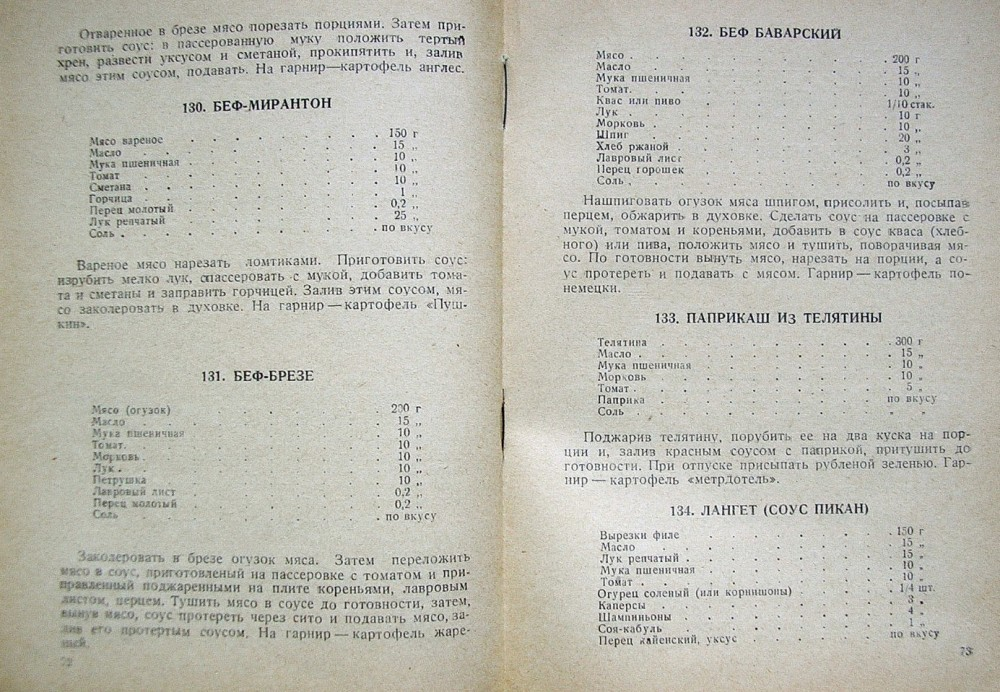 Отваренное в брезе мясо порезать порциями. Затем при-
готовить соус: в пассерованную муку положить тертый
хрен, развести уксусом и сметаной, прокипятить и, залив
мясо этим соусом, подавать. На гарнир—картофель англес.
130. БЕФ-МИРАНТОН
Мясо вареное . . . . . . . . 150 г
Масло . . . . . . . . 15 „
Мука пшеничная . . . . . . . . 10 „
Томат . . . . . . . . 10 „
Сметана . . . . . . . . 10 „
Горчица . . . . . . . . 1 „
Перец молотый . . . . . . . . 0,2 „
Лук репчатый . . . . . . . . 25 „
Соль . . . . . . . . по вкусу
Вареное мясо нарезать ломтиками. Приготовить соус:
изрубить мелко лук, спассеровать с мукой, добавить тома-
та и сметаны и заправить горчицей. Залив этим соусом, мя-
со заколеровать в духовке. На гарнир — картофель «Пуш-
кин».
131. БЕФ-БРЕЗЕ
Мясо (огузок) . . . . . . . . 200 г
Масло . . . . . . . . 15 „
Мука пшеничная . . . . . . . . 10 „
Томат . . . . . . . . 10 „
Морковь . . . . . . . . 10 „
Лук . . . . . . . . 10 „
Петрушка . . . . . . . . 10 „
Лавровый лист . . . . . . . . 0,2 „
Перец молотый . . . . . . . . 0,2 „
Соль . . . . . . . . по вкусу
Заколеровать в брезе огузок мяса. Затем переложить
мясо в соус, приготовленый на пассеровке с томатом и при-
правленный поджаренными на плите кореньями, лавровым
листом, перцем. Тушить мясо в соусе до готовности, затем,
вынув мясо, соус протереть через сито и подавать мясо, за-
лив его протертым соусом. На гарнир — картофель жаре-
ный.
72
132. БЕФ БАВАРСКИЙ
Мясо . . . . . . . . 200 г
Масло . . . . . . . . 15 „
Мука пшеничная . . . . . . . . 10 „
Томат . . . . . . . . 10 „
Квас или пиво . . . . . . . . 1/10 стак.
Лук . . . . . . . . 10 г
Морковь . . . . . . . . 10 „
Шпиг . . . . . . . . 20 „
Хлеб ржаной . . . . . . . . 3 „
Лавровый лист . . . . . . . . 0,2 „
Перец горошек . . . . . . . . 0,2 „
Соль . . . . . . . . по вкусу
Нашпиговать огузок мяса шпигом, присолить и, посыпав
перцем, обжарить в духовке. Сделать соус на пассеровке с
мукой, томатом и кореньями, добавить в соус кваса (хлеб-
ного) или пива, положить мясо и тушить, поворачивая мя-
со. По готовности вынуть мясо, нарезать на порции, а со-
ус протереть и подавать с мясом. Гарнир — картофель по-
немецки.
133. ПАПРИКАШ ИЗ ТЕЛЯТИНЫ
Телятина . . . . . . . . 300 г
Масло . . . . . . . . 15 „
Мука пшеничная . . . . . . . . 10 „
Морковь . . . . . . . . 10 „
Томат . . . . . . . . 5 „
Паприка . . . . . . . . по вкусу
Соль . . . . . . . . „ „
Поджарив телятину, порубить ее на два куска на пор-
ции и, залив красным соусом с паприкой, притушить до
готовности. При отпуске присыпать рубленой зеленью. Гар-
нир — картофель «метрдотель».
134. ЛАНГЕТ (СОУС ПИКАН)
Вырезки филе . . . . . . . . 150 г
Масло . . . . . . . . 15 „
Лук репчатый . . . . . . . . 15 „
Мука пшеничная . . . . . . . . 10 „
Томат . . . . . . . . 10 „
Огурец соленый (или корнишоны) . . . . 1/4 шт.
Каперсы . . . . . . . . 3 „
Шампиньоны . . . . . . . . 4 „
Соя-кабуль . . . . . . . . 1 „
Перец кайенский, уксус . . . . . . по вкусу
73